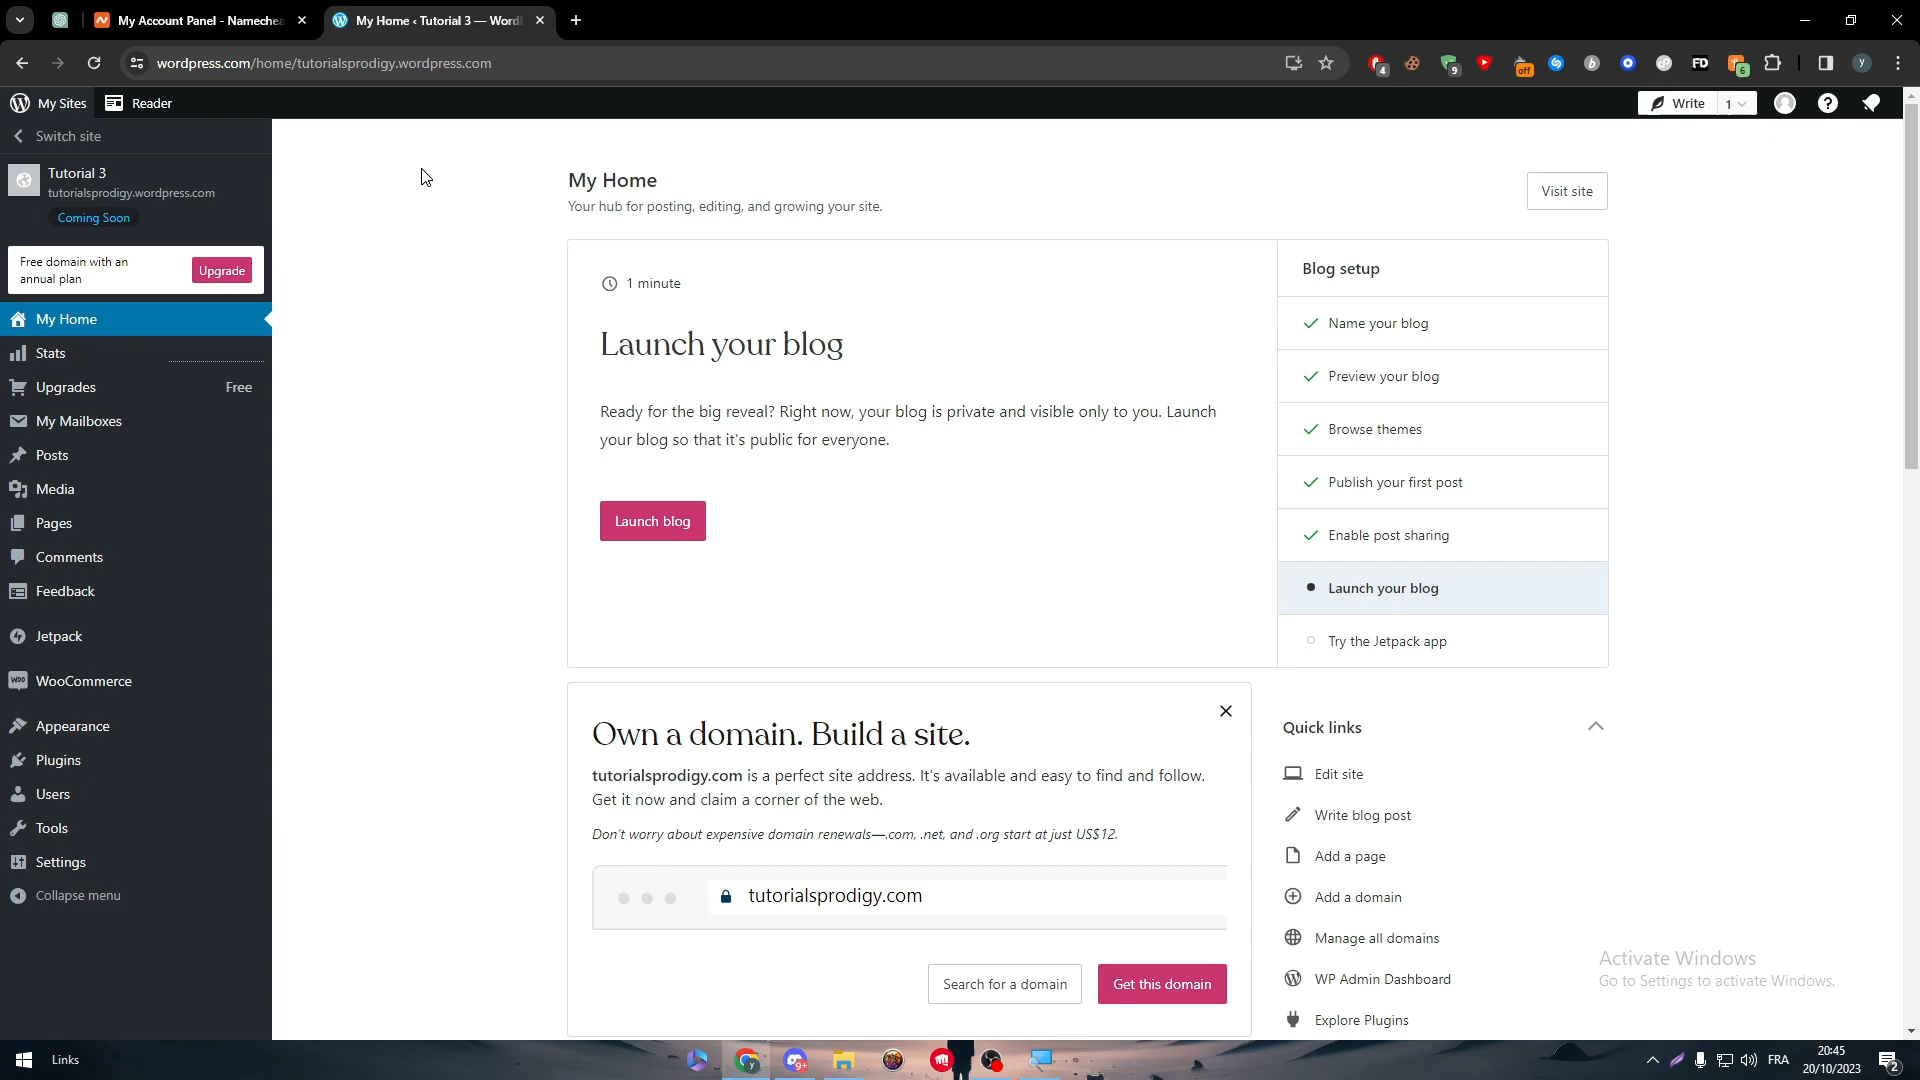 My Account Panel - Namechea
My Home ‹ Tutorial 3 — Word
wordpress.com/home/tutorialsprodigy.wordpress.com
4
9
off
b
FD
6
y
My Sites
Reader
Write
1
Switch site
Tutorial 3
tutorialsprodigy.wordpress.com
Coming Soon
Free domain with an
annual plan
Upgrade
My Home
Stats
Upgrades
Free
My Mailboxes
Posts
Media
Pages
Comments
Feedback
Jetpack
WooCommerce
Appearance
Plugins
Users
Tools
Settings
Collapse menu
My Home
Your hub for posting, editing, and growing your site.
Visit site
1 minute
Launch your blog
Ready for the big reveal? Right now, your blog is private and visible only to you. Launch
your blog so that it's public for everyone.
Launch blog
Blog setup
Name your blog
Preview your blog
Browse themes
Publish your first post
Enable post sharing
Launch your blog
Try the Jetpack app
Own a domain. Build a site.
tutorialsprodigy.com is a perfect site address. It's available and easy to find and follow.
Get it now and claim a corner of the web.
Don't worry about expensive domain renewals—.com, .net, and .org start at just US$12.
tutorialsprodigy.com
Search for a domain
Get this domain
Quick links
Edit site
Write blog post
Add a page
Add a domain
Manage all domains
WP Admin Dashboard
Explore Plugins
Activate Windows
Go to Settings to activate Windows.
Links
y
9+
FRA
20:45
20/10/2023
2